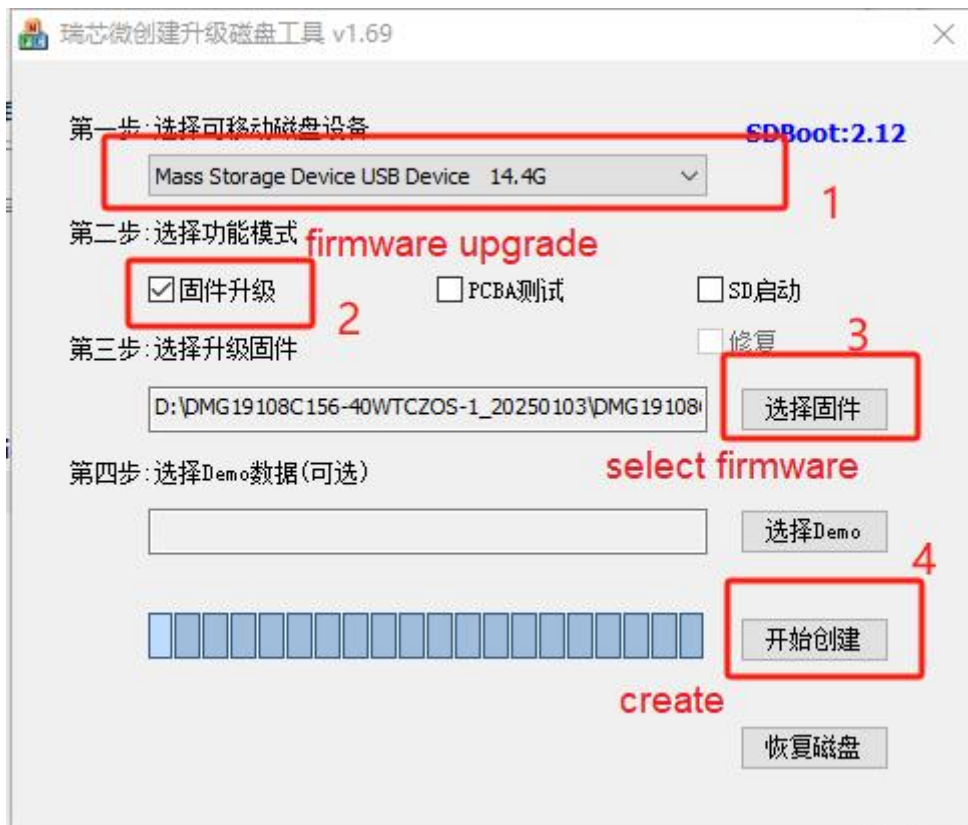 瑞芯微创建升级磁盘工具 v1.69
第一步:选择可移动磁盘设备
SDBoot:2.12
Mass Storage Device USB Device 14.4G
1
第二步:选择功能模式
firmware upgrade
固件升级
PCBA测试
SD启动
2
第三步:选择升级固件
修复
3
D:\DMG19108C156-40WTCZOS-1_20250103\DMG19108
选择固件
第四步:选择Demo数据(可选)
select firmware
选择Demo
4
开始创建
create
恢复磁盘